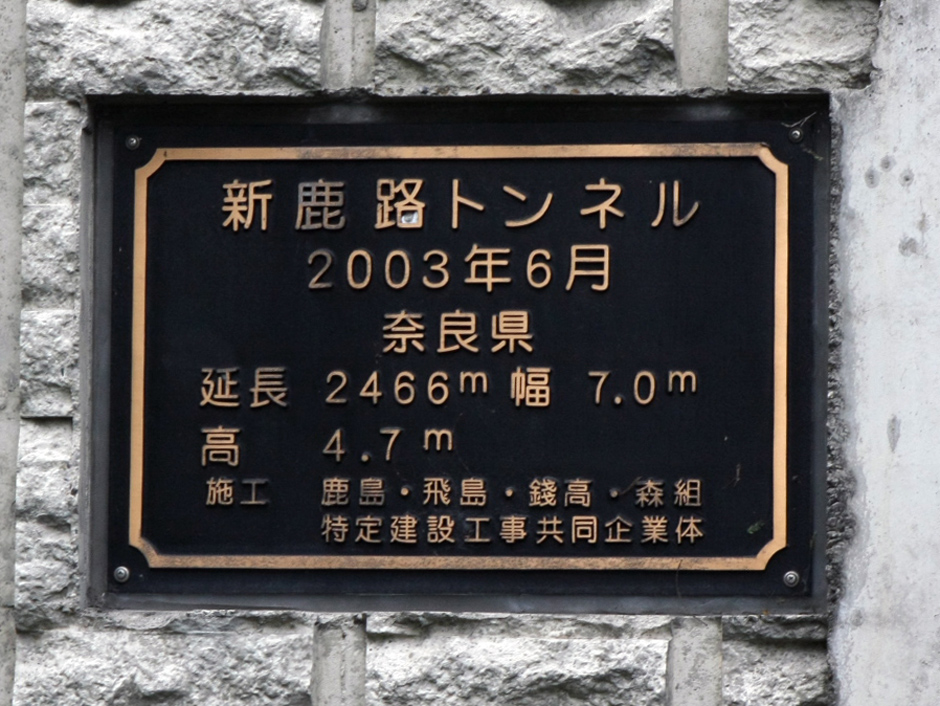 新鹿路トンネル
2003年6月
奈良県
延長 2466m 幅 7.0m
高 4.7m
施工 鹿島・飛島・錢高・森組
特定建設工事共同企業体